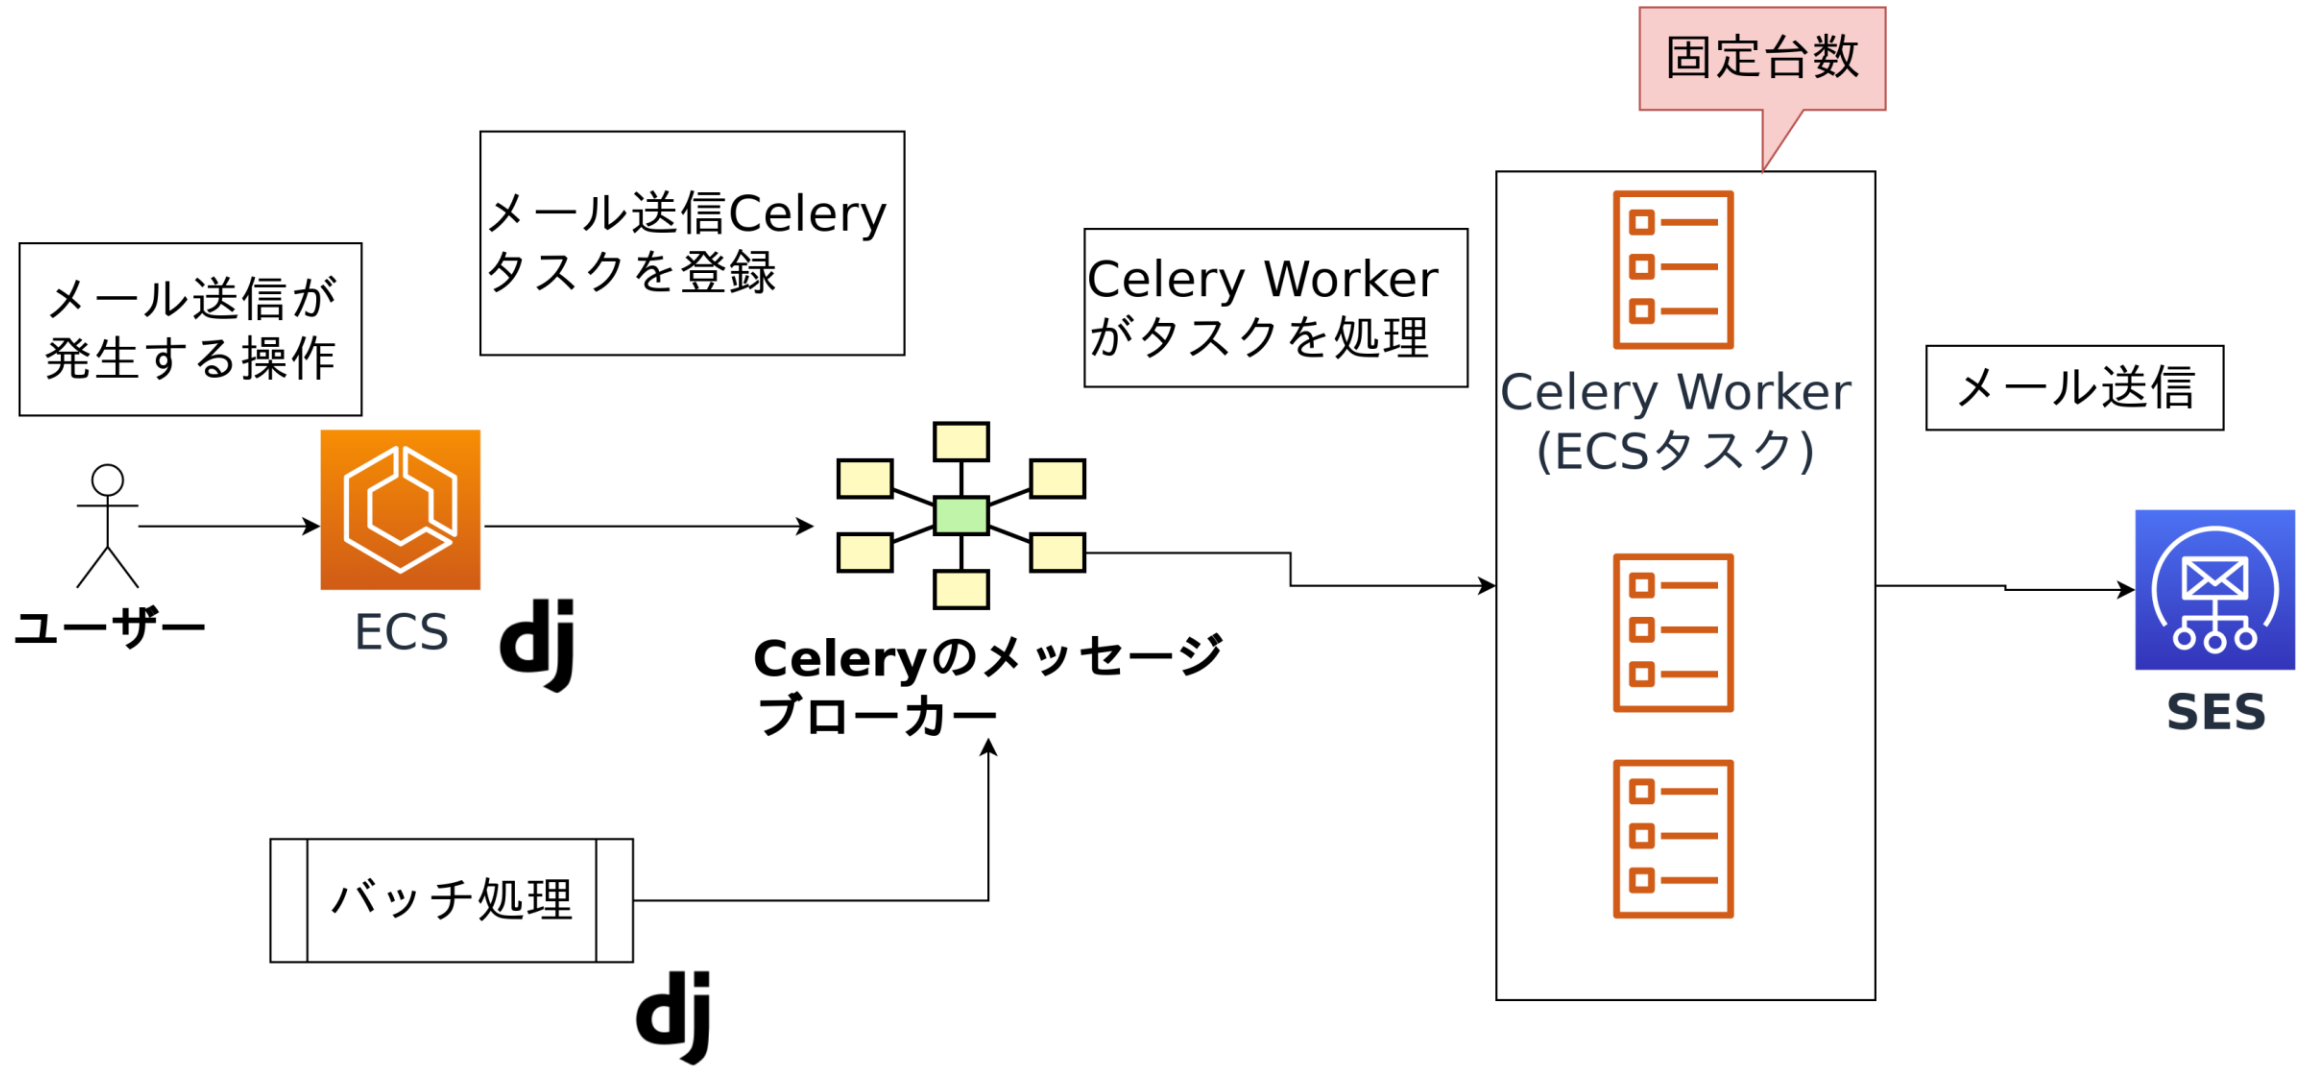 固定台数
メール送信Celery
タスクを登録
メール送信が
発生する操作
Celery Worker
がタスクを処理
Celery Worker
(ECSタスク)
メール送信
ユーザー
ECS
dj
Celeryのメッセージ
ブローカー
SES
バッチ処理
dj